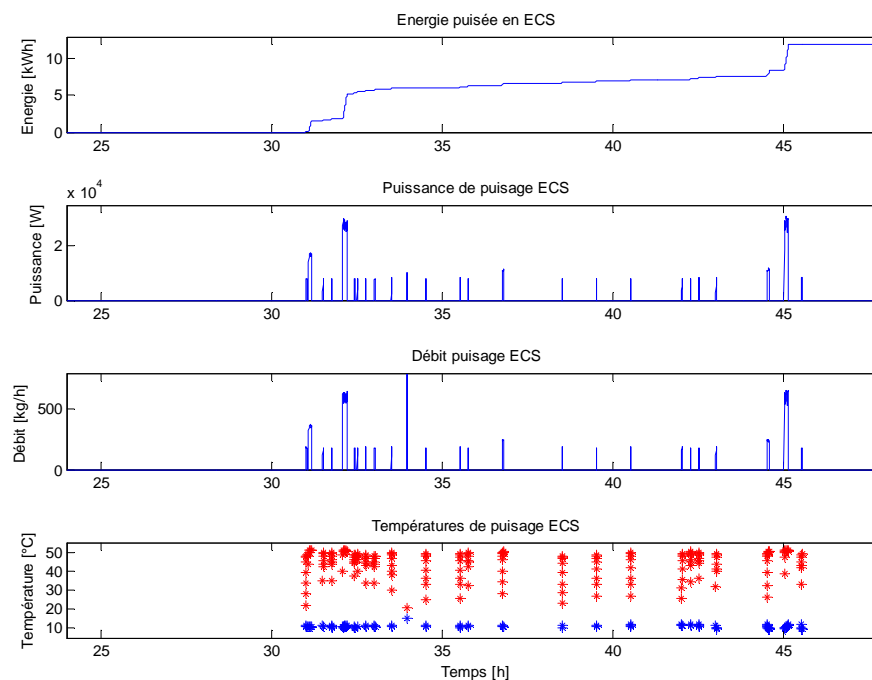 Energie puisée en ECS
Energie [kWh]
10
5
0
25 30 35 40 45
Puissance de puisage ECS
x 10^4
Puissance [W]
2
0
25 30 35 40 45
Débit puisage ECS
Débit [kg/h]
500
0
25 30 35 40 45
Températures de puisage ECS
Température [°C]
50
40
30
20
10
25 30 35 40 45
Temps [h]